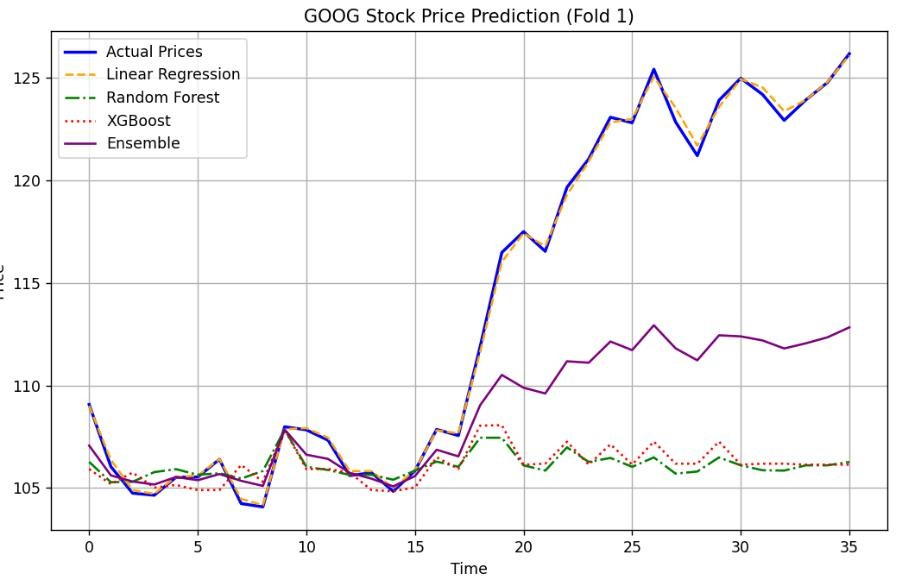 GOOG Stock Price Prediction (Fold 1)
Actual Prices
Linear Regression
Random Forest
XGBoost
Ensemble
125
120
115
110
105
0 5 10 15 20 25 30 35
Time